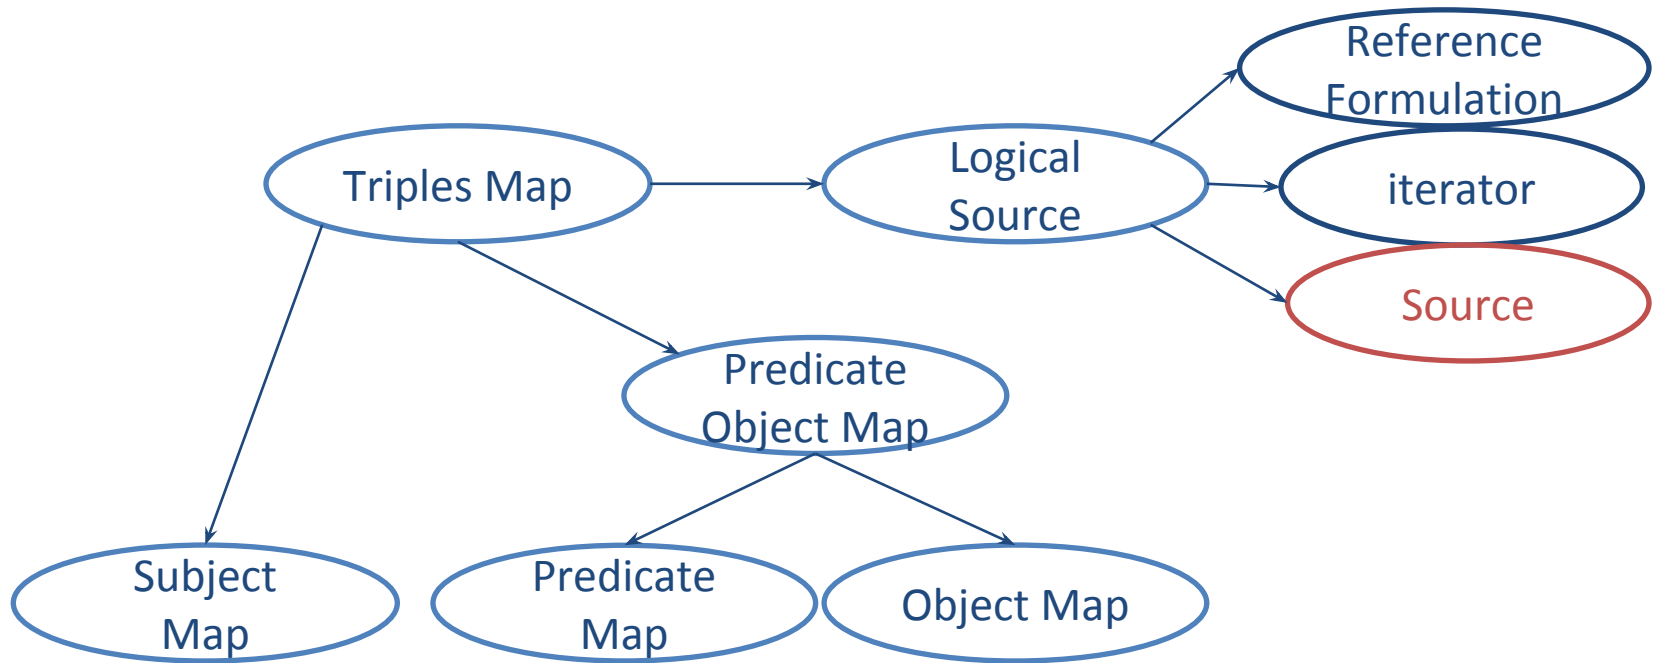 Reference
Formulation
Triples Map
Logical
Source
iterator
Source
Predicate
Object Map
Subject
Map
Predicate
Map
Object Map